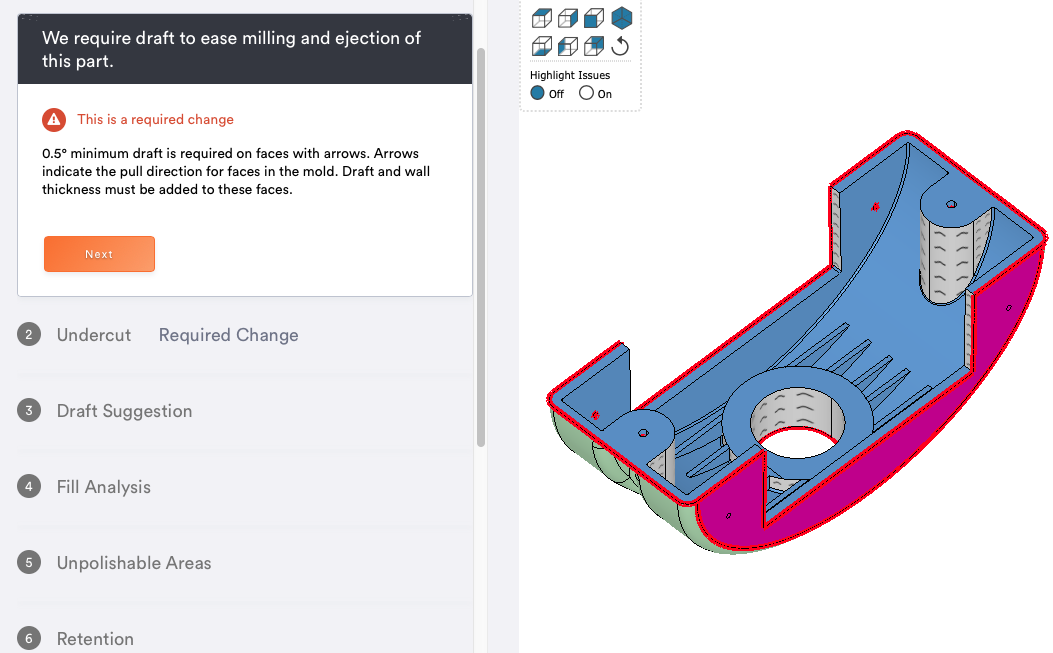 We require draft to ease milling and ejection of
this part.
This is a required change
0.5° minimum draft is required on faces with arrows. Arrows
indicate the pull direction for faces in the mold. Draft and wall
thickness must be added to these faces.
Next
2 Undercut Required Change
3 Draft Suggestion
4 Fill Analysis
5 Unpolishable Areas
6 Retention
Highlight Issues
Off On